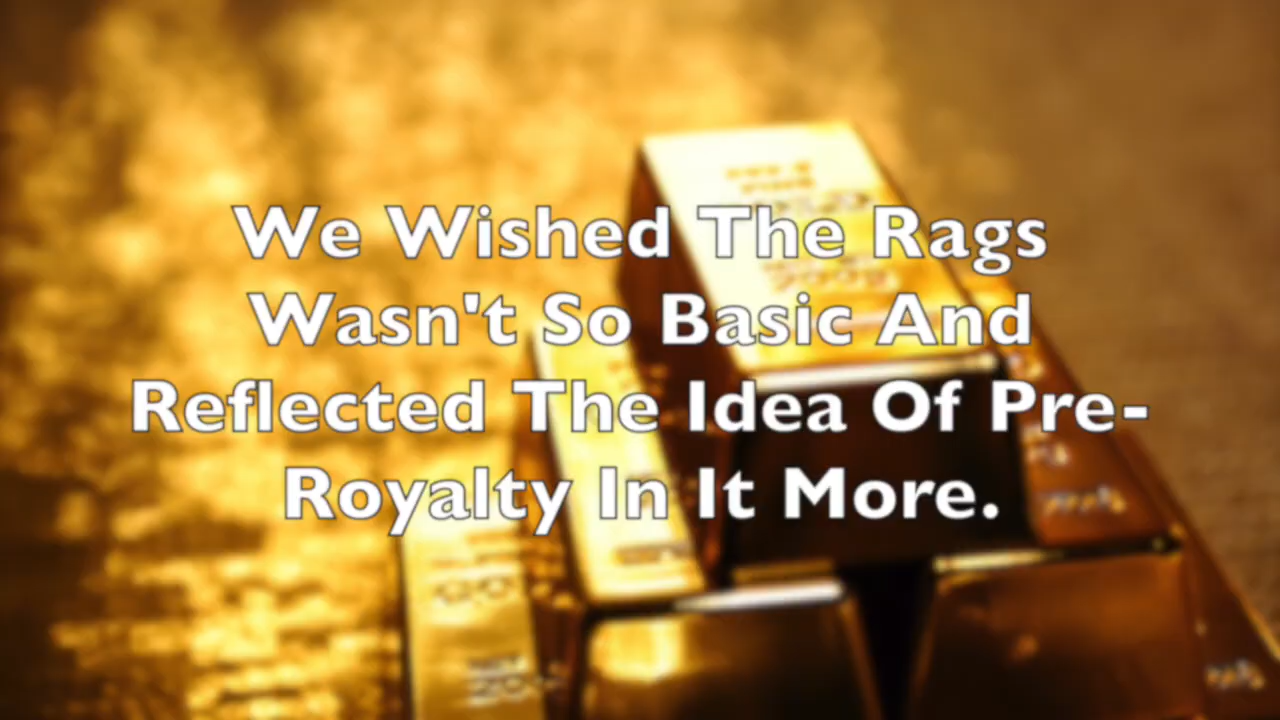 We Wished The Rags
Wasn't So Basic And
Reflected The Idea Of Pre-
Royalty In It More.